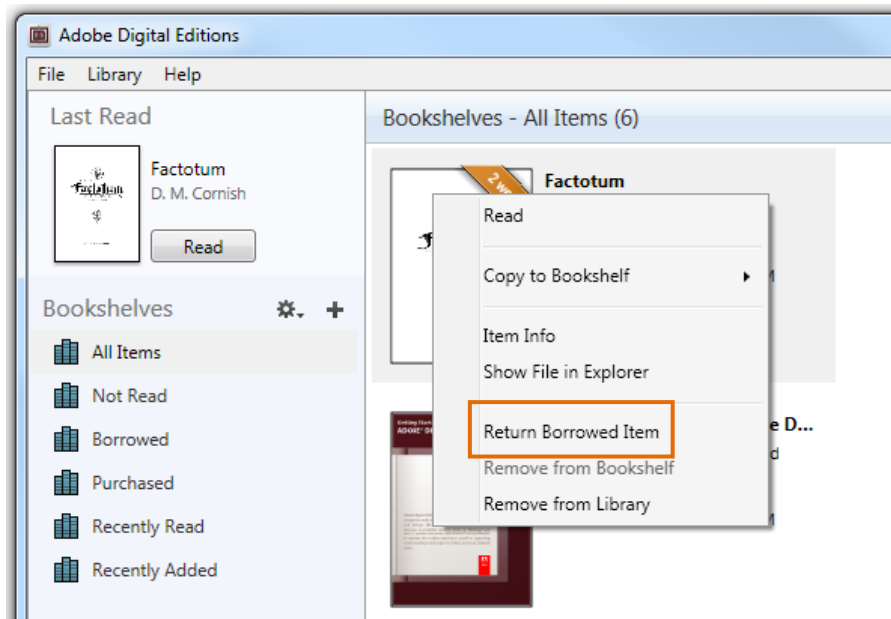 Adobe Digital Editions
File Library Help
Last Read
Factotum
D. M. Cornish
Read
Bookshelves
All Items
Not Read
Borrowed
Purchased
Recently Read
Recently Added
Bookshelves - All Items (6)
Factotum
Read
Copy to Bookshelf
Item Info
Show File in Explorer
Return Borrowed Item
Remove from Bookshelf
Remove from Library